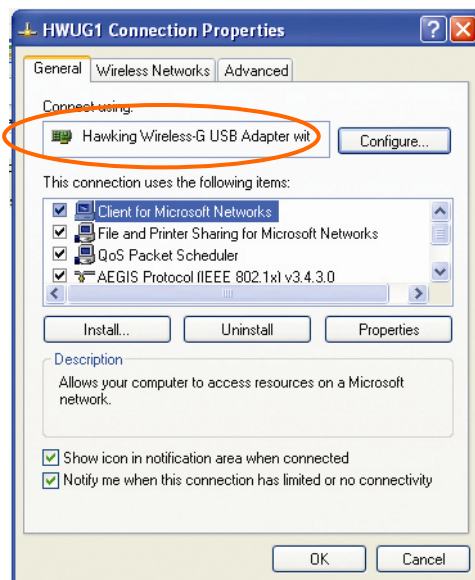 HWUG1 Connection Properties
General Wireless Networks Advanced
Connect using:
Hawking Wireless-G USB Adapter wit
Configure...
This connection uses the following items:
Client for Microsoft Networks
File and Printer Sharing for Microsoft Networks
QoS Packet Scheduler
AEGIS Protocol (IEEE 802.1x) v3.4.3.0
Install... Uninstall Properties
Description
Allows your computer to access resources on a Microsoft
network.
Show icon in notification area when connected
Notify me when this connection has limited or no connectivity
OK Cancel